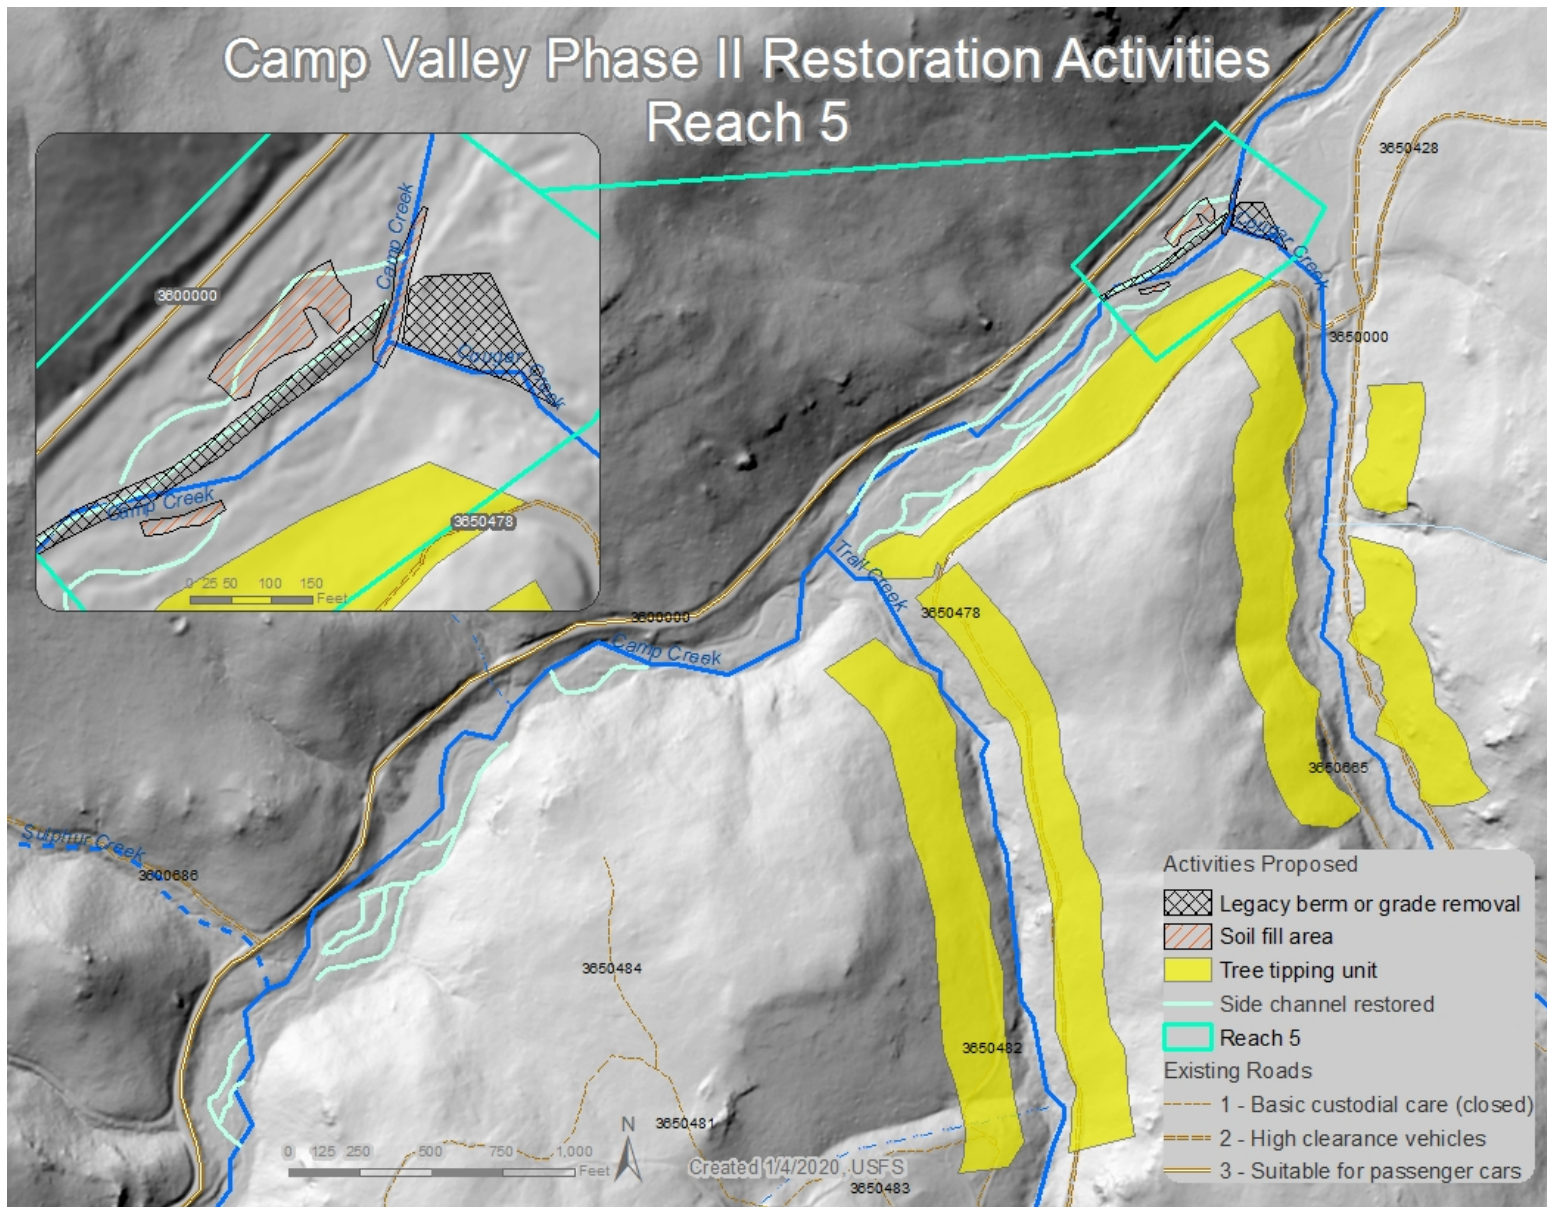 Camp Valley Phase II Restoration Activities
Reach 5
3650428
Camp Creek
3600000
Cougar Creek
Cougar Creek
3650000
Camp Creek
3650478
0 25 50 100 150
Feet
Trail Creek
3650478
3600000
Camp Creek
3650665
Sulphur Creek
3600686
3650484
3650482
3650481
3650483
0 125 250 500 750 1,000
Feet
N
Created 1/4/2020, USFS
Activities Proposed
Legacy berm or grade removal
Soil fill area
Tree tipping unit
Side channel restored
Reach 5
Existing Roads
1 - Basic custodial care (closed)
2 - High clearance vehicles
3 - Suitable for passenger cars